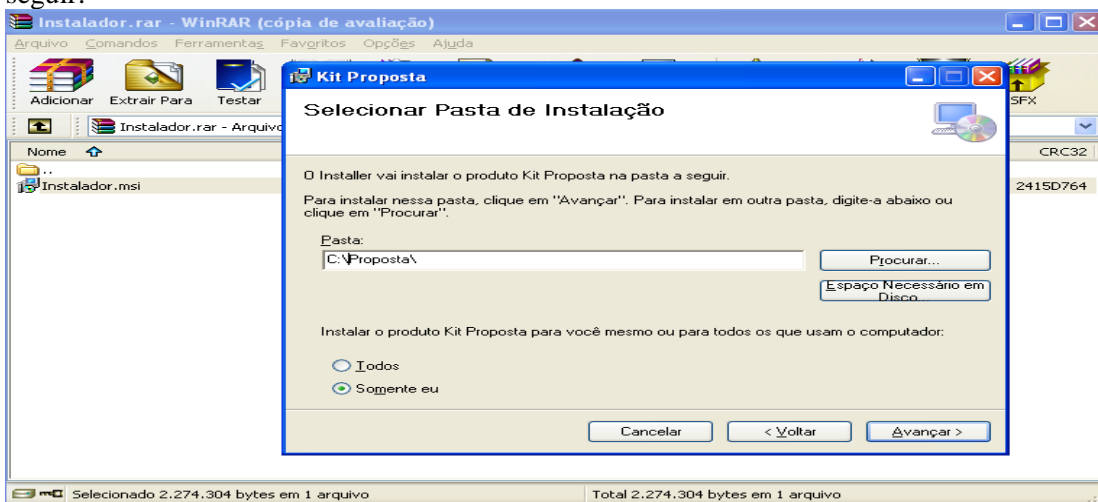 seguir:
Instalador.rar - WinRAR (cópia de avaliação)
Arquivo Comandos Ferramentas Favoritos Opções Ajuda
Adicionar Extrair Para Testar SFX
Instalador.rar - Arquivo
Nome CRC32
..
Instalador.msi 2415D764
Kit Proposta
Selecionar Pasta de Instalação
O Installer vai instalar o produto Kit Proposta na pasta a seguir.
Para instalar nessa pasta, clique em "Avançar". Para instalar em outra pasta, digite-a abaixo ou
clique em "Procurar".
Pasta:
C:\Proposta\
Procurar...
Espaço Necessário em
Disco...
Instalar o produto Kit Proposta para você mesmo ou para todos os que usam o computador:
Todos
Somente eu
Cancelar < Voltar Avançar >
Selecionado 2.274.304 bytes em 1 arquivo Total 2.274.304 bytes em 1 arquivo